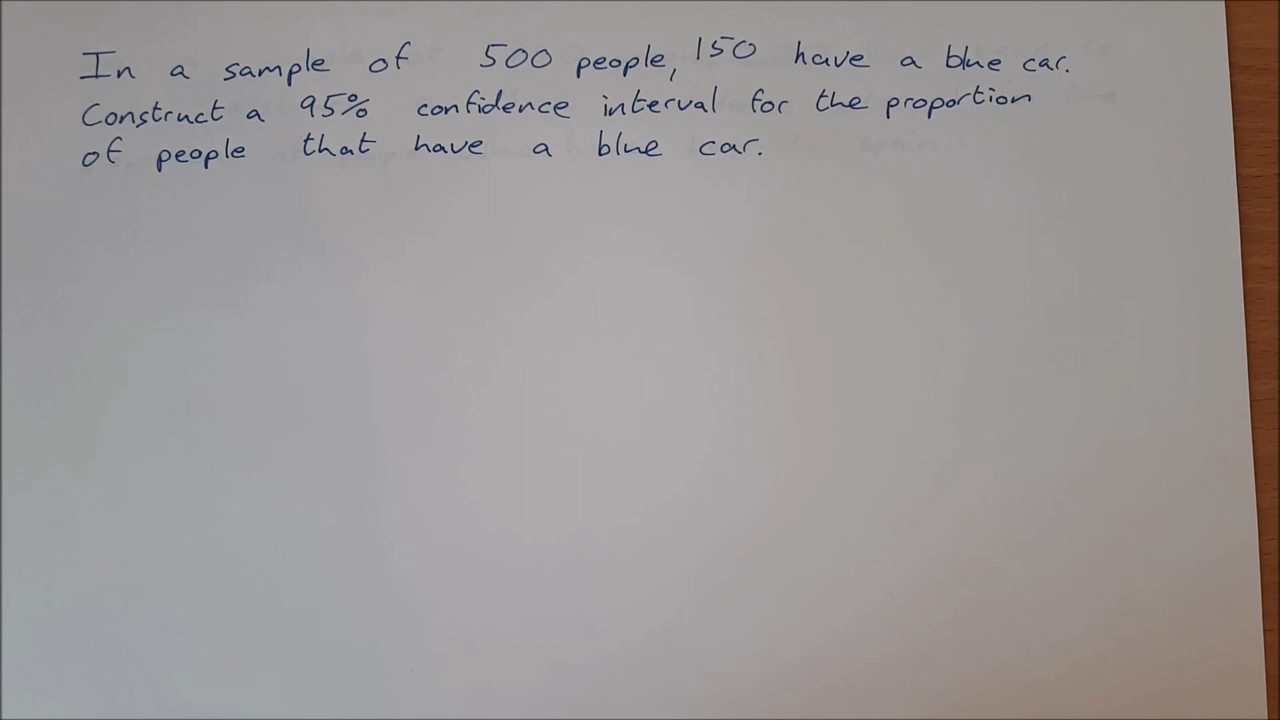 In a sample of 500 people, 150 have a blue car.
Construct a 95% confidence interval for the proportion
of people that have a blue car.